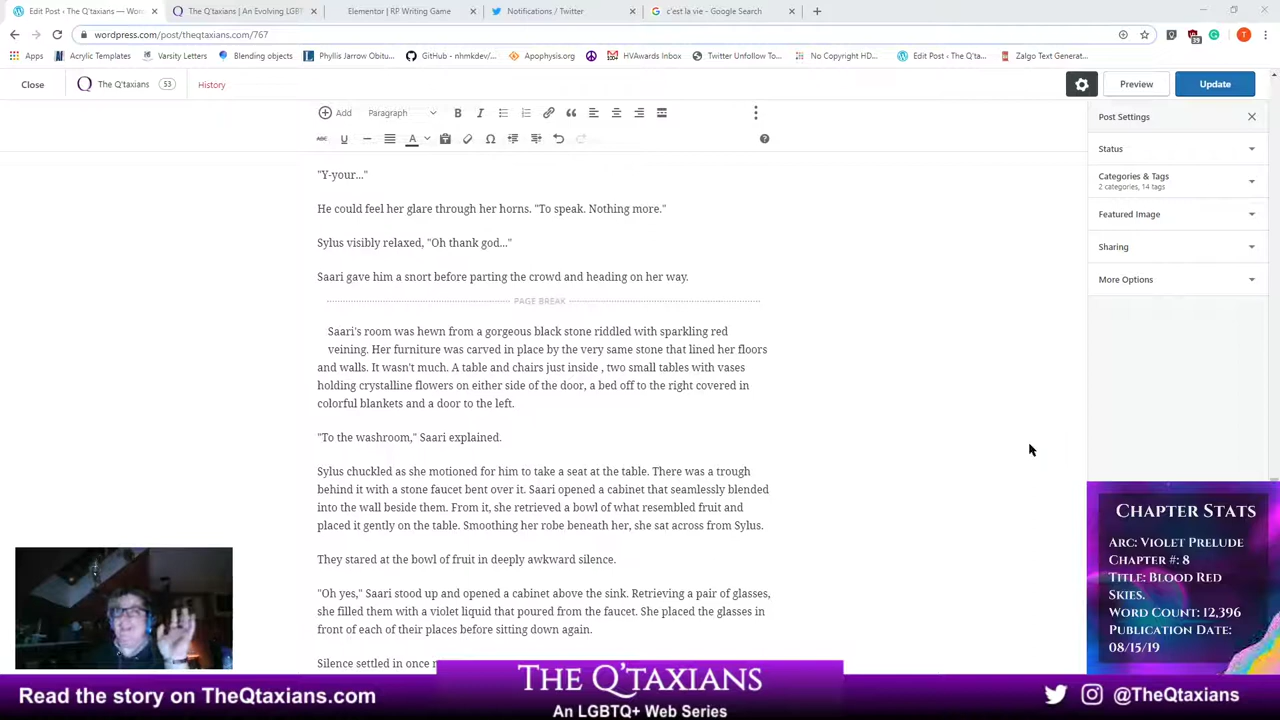 Edit Post ‹ The Q'taxians — Wor
The Q'taxians | An Evolving LGBT
Elementor | RP Writing Game
Notifications / Twitter
c'est la vie - Google Search
wordpress.com/post/theqtaxians.com/767
T
Apps
Acrylic Templates
Varsity Letters
Blending objects
Phyllis Jarrow Obitu...
GitHub - nhmkdev/...
Apophysis.org
HVAwards Inbox
Twitter Unfollow To...
No Copyright HD...
Edit Post ‹ The Q'ta...
Zalgo Text Generat...
Close
The Q'taxians
53
History
Preview
Update
Add
Paragraph
B
I
ABC
U
A
Post Settings
Status
Categories & Tags
2 categories, 14 tags
Featured Image
Sharing
More Options
"Y-your..."
He could feel her glare through her horns. "To speak. Nothing more."
Sylus visibly relaxed, "Oh thank god..."
Saari gave him a snort before parting the crowd and heading on her way.
PAGE BREAK
Saari's room was hewn from a gorgeous black stone riddled with sparkling red
veining. Her furniture was carved in place by the very same stone that lined her floors
and walls. It wasn't much. A table and chairs just inside , two small tables with vases
holding crystalline flowers on either side of the door, a bed off to the right covered in
colorful blankets and a door to the left.
"To the washroom," Saari explained.
Sylus chuckled as she motioned for him to take a seat at the table. There was a trough
behind it with a stone faucet bent over it. Saari opened a cabinet that seamlessly blended
into the wall beside them. From it, she retrieved a bowl of what resembled fruit and
placed it gently on the table. Smoothing her robe beneath her, she sat across from Sylus.
They stared at the bowl of fruit in deeply awkward silence.
"Oh yes," Saari stood up and opened a cabinet above the sink. Retrieving a pair of glasses,
she filled them with a violet liquid that poured from the faucet. She placed the glasses in
front of each of their places before sitting down again.
Silence settled in once
Chapter Stats
Arc: Violet Prelude
Chapter #: 8
Title: Blood Red
Skies.
Word Count: 12,396
Publication Date:
08/15/19
The Q'taxians
An LGBTQ+ Web Series
Read the story on TheQtaxians.com
@TheQtaxians